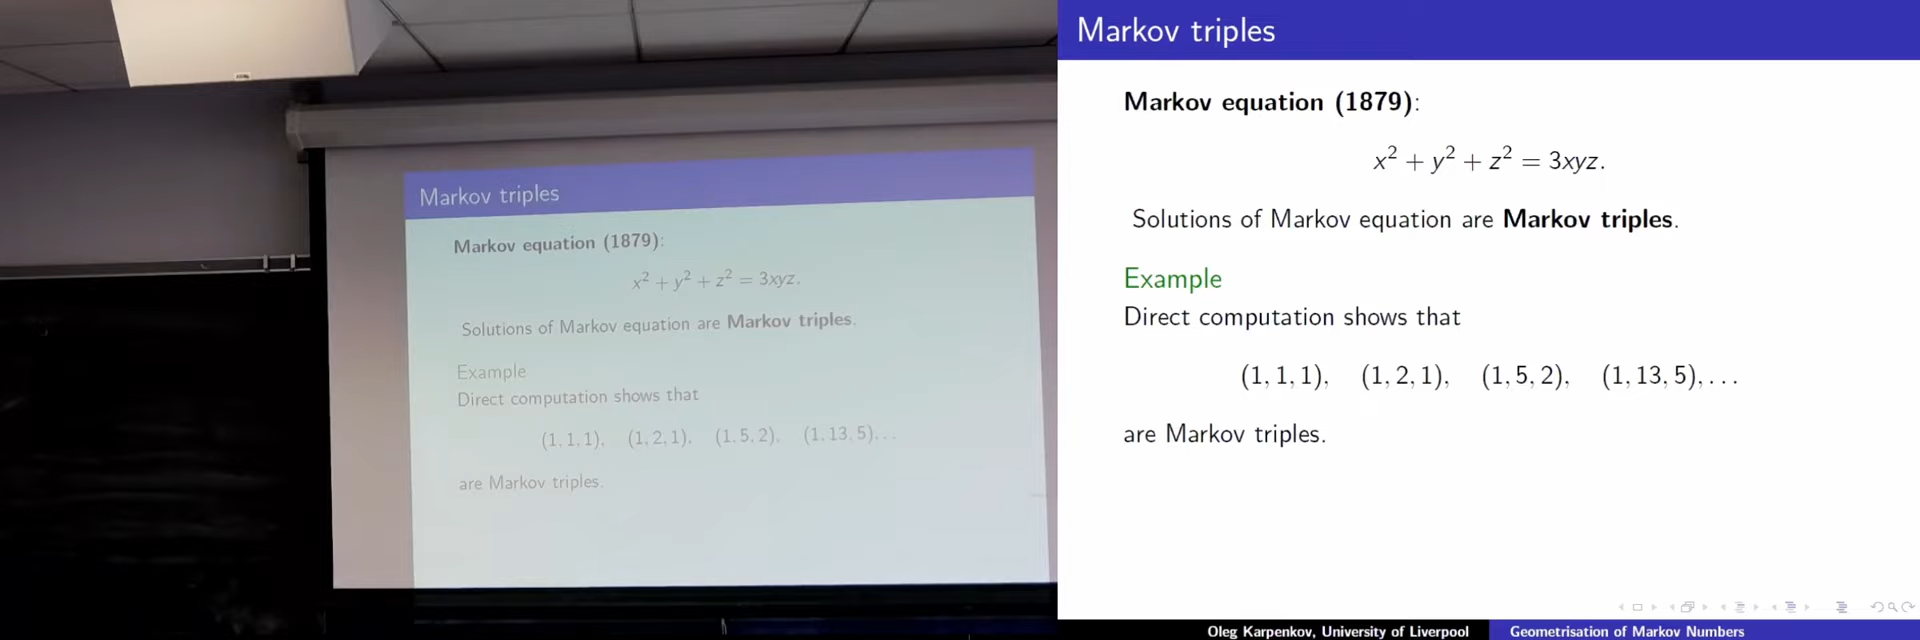 Markov triples
Markov equation (1879):
x² + y² + z² = 3xyz.
Solutions of Markov equation are Markov triples.
Example
Direct computation shows that
(1, 1, 1), (1, 2, 1), (1, 5, 2), (1, 13, 5), ...
are Markov triples.
Markov triples
Markov equation (1879):
x² + y² + z² = 3xyz.
Solutions of Markov equation are Markov triples.
Example
Direct computation shows that
(1, 1, 1), (1, 2, 1), (1, 5, 2), (1, 13, 5), ...
are Markov triples.
Oleg Karpenkov, University of Liverpool Geometrisation of Markov Numbers